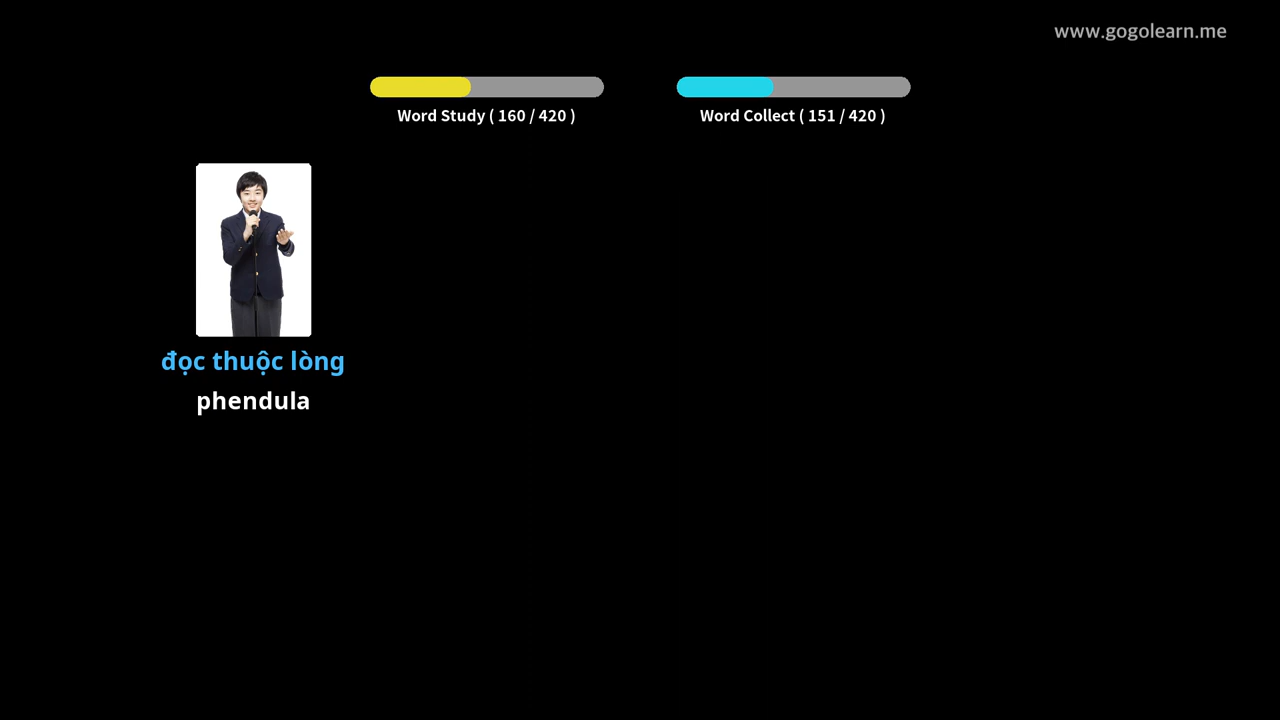 www.gogolearn.me
Word Study ( 160 / 420 )
Word Collect ( 151 / 420 )
đọc thuộc lòng
phendula